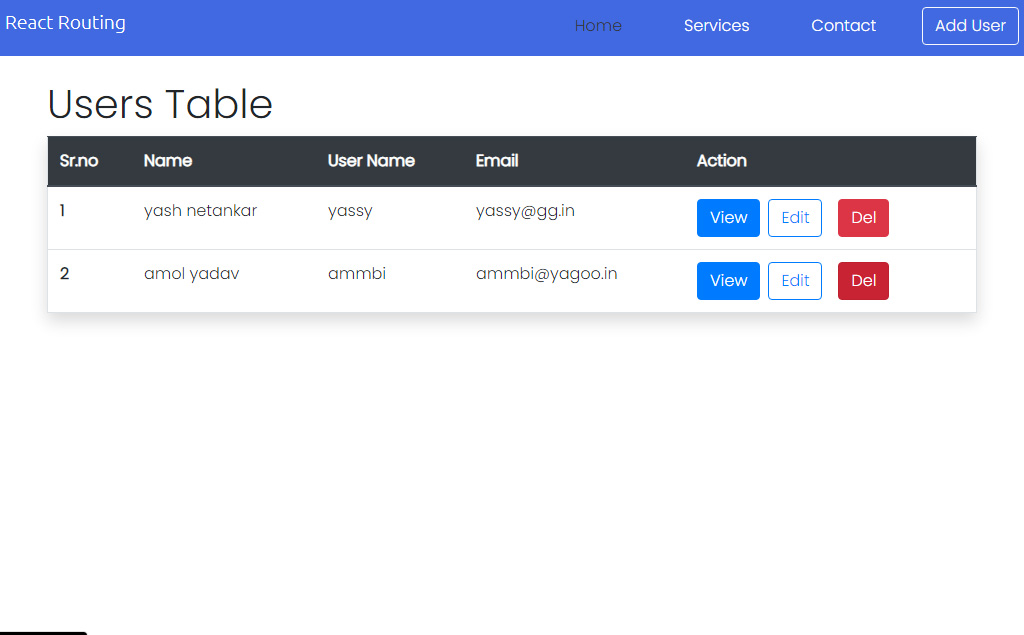 React Routing Home Services Contact Add User
Users Table
Sr.no Name User Name Email Action
1 yash netankar yassy yassy@gg.in View Edit Del
2 amol yadav ammbi ammbi@yagoo.in View Edit Del